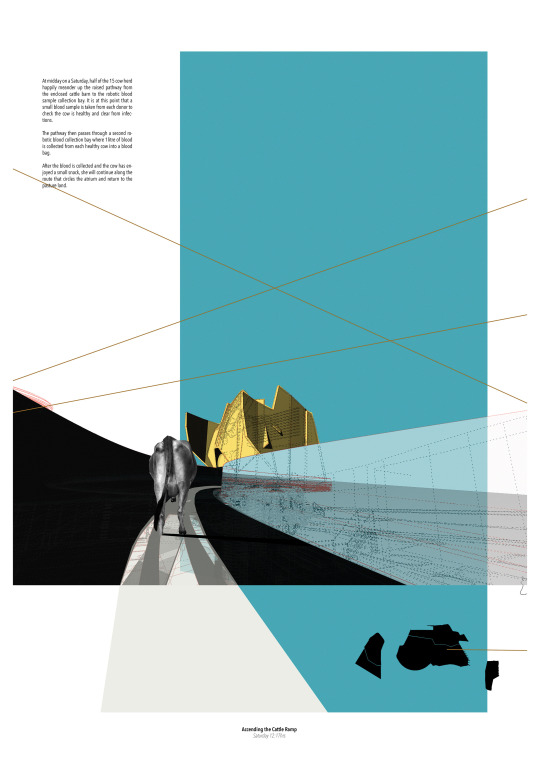 At midday on a Saturday, half of the 15 cow herd
happily meander up the raised pathway from
the enclosed cattle barn to the robotic blood
sample collection bay. It is at this point that a
small blood sample is taken from each donor to
check the cow is healthy and clear from infec-
tions.
The pathway then passes through a second ro-
botic blood collection bay where 1 litre of blood
is collected from each healthy cow into a blood
bag.
After the blood is collected and the cow has en-
joyed a small snack, she will continue along the
route that circles the atrium and return to the
pasture land.
Ascending the Cattle Ramp
Saturday 12.17pm